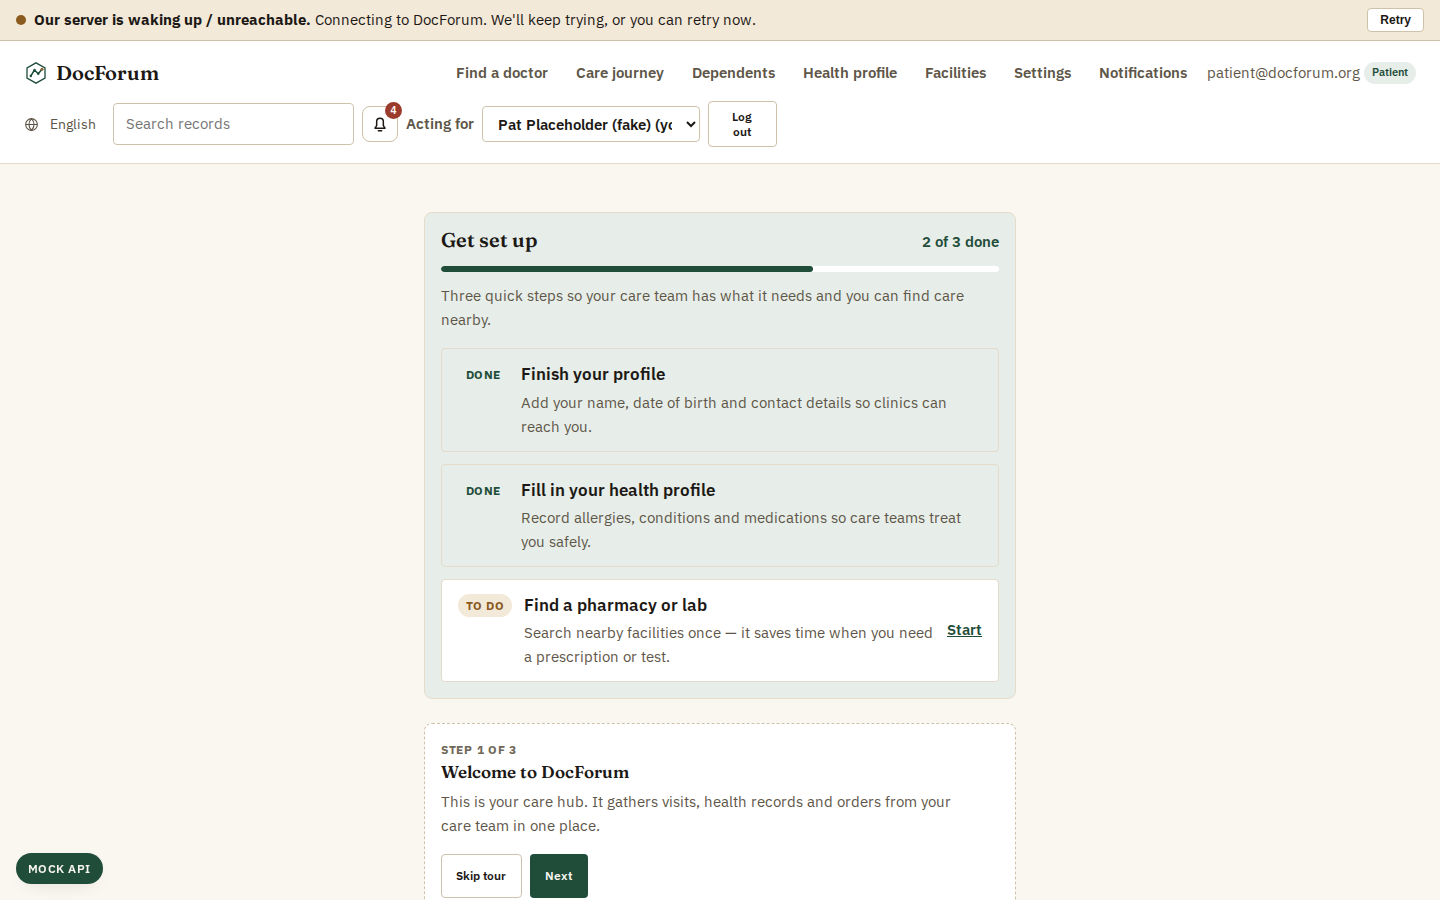 Our server is waking up / unreachable. Connecting to DocForum. We'll keep trying, or you can retry now.
Retry
DocForum
Find a doctor
Care journey
Dependents
Health profile
Facilities
Settings
Notifications
patient@docforum.org
Patient
English
Search records
4
Acting for
Pat Placeholder (fake) (yo
Log
out
Get set up
2 of 3 done
Three quick steps so your care team has what it needs and you can find care
nearby.
DONE
Finish your profile
Add your name, date of birth and contact details so clinics can
reach you.
DONE
Fill in your health profile
Record allergies, conditions and medications so care teams treat
you safely.
TO DO
Find a pharmacy or lab
Search nearby facilities once — it saves time when you need
a prescription or test.
Start
STEP 1 OF 3
Welcome to DocForum
This is your care hub. It gathers visits, health records and orders from your
care team in one place.
Skip tour
Next
MOCK API